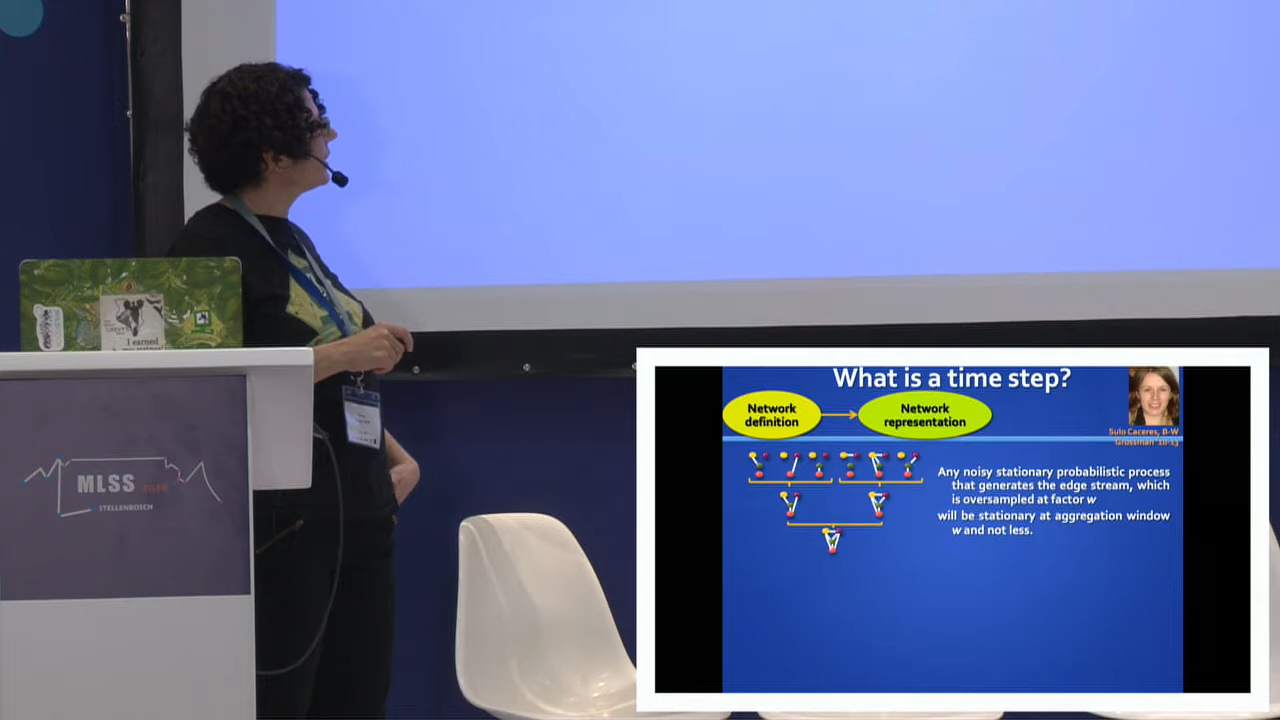 What is a time step?
Network
definition
Network
representation
Sulo Caceres, B-W
Grossman '10-13
Any noisy stationary probabilistic process
that generates the edge stream, which
is oversampled at factor w
will be stationary at aggregation window
w and not less.
I earned
MLSS
STELLENBOSCH